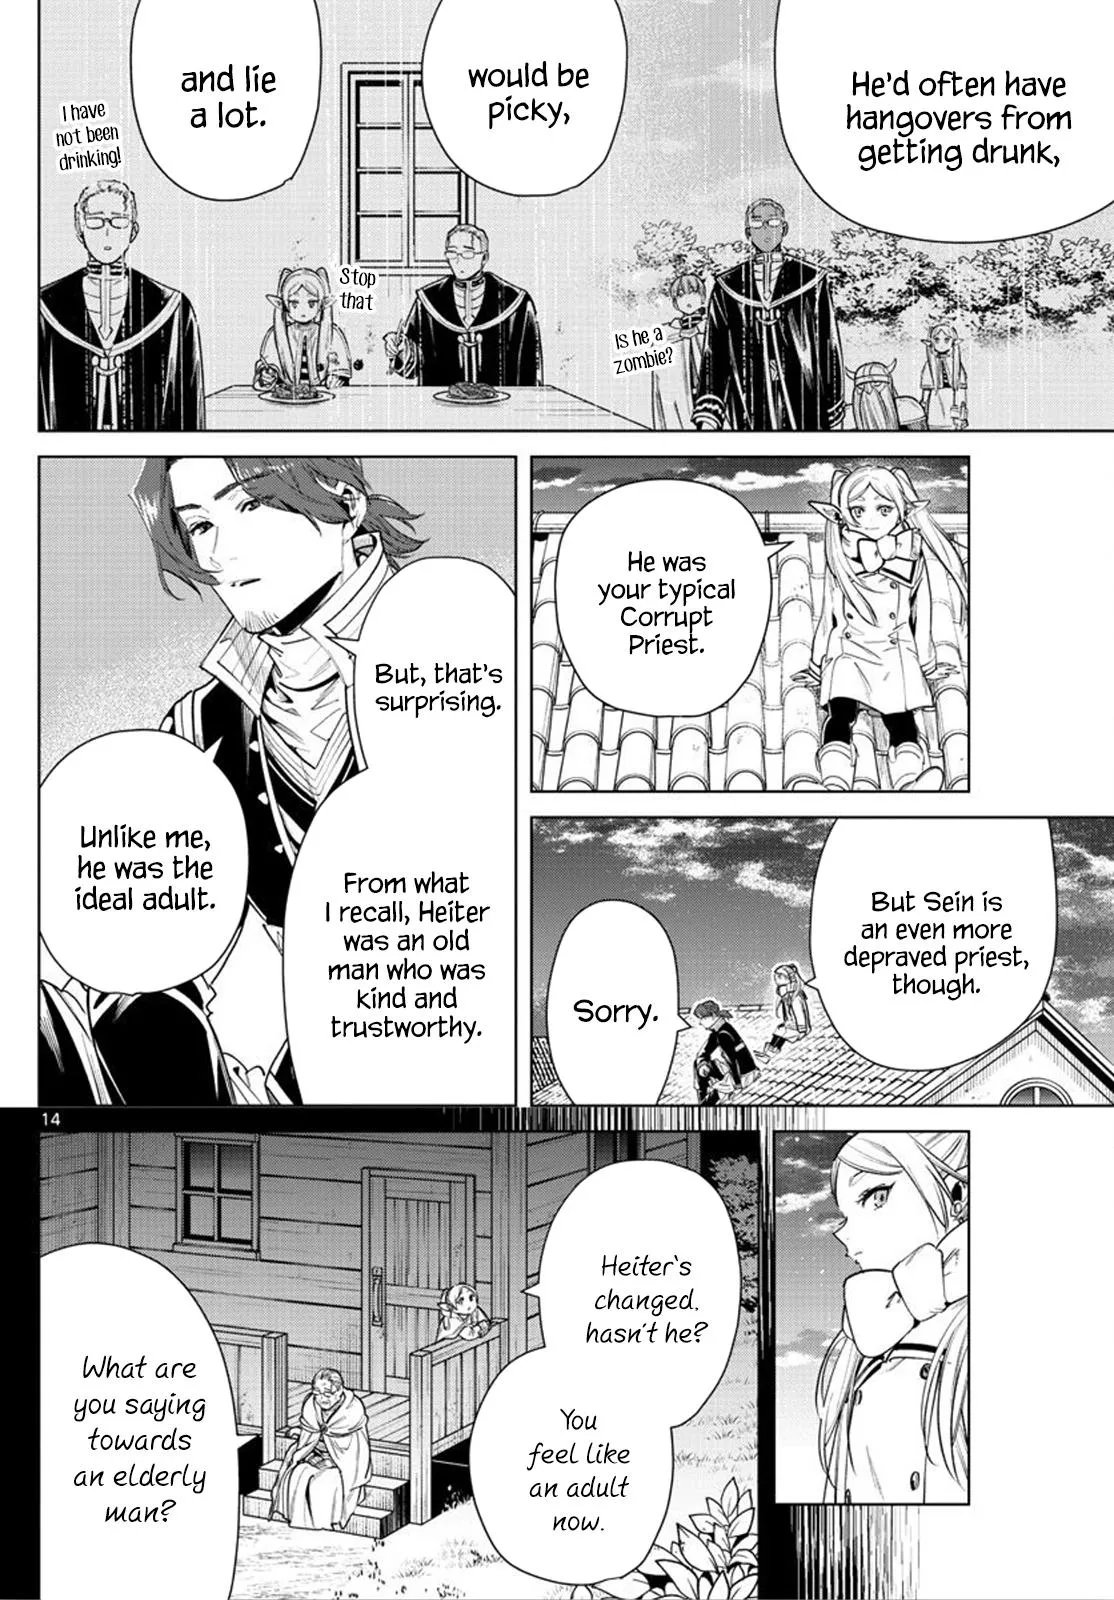 He'd often have
hangovers from
getting drunk,
Is he a
zombie?
would be
picky,
Stop
that
and lie
a lot.
I have
not been
drinking!
He was
your typical
Corrupt
Priest.
But, that's
surprising.
From what
I recall, Heiter
was an old
man who was
kind and
trustworthy.
Unlike me,
he was the
ideal adult.
But Sein is
an even more
depraved priest,
though.
Sorry.
14
Heiter's
changed,
hasn't he?
You
feel like
an adult
now.
What are
you saying
towards
an elderly
man?